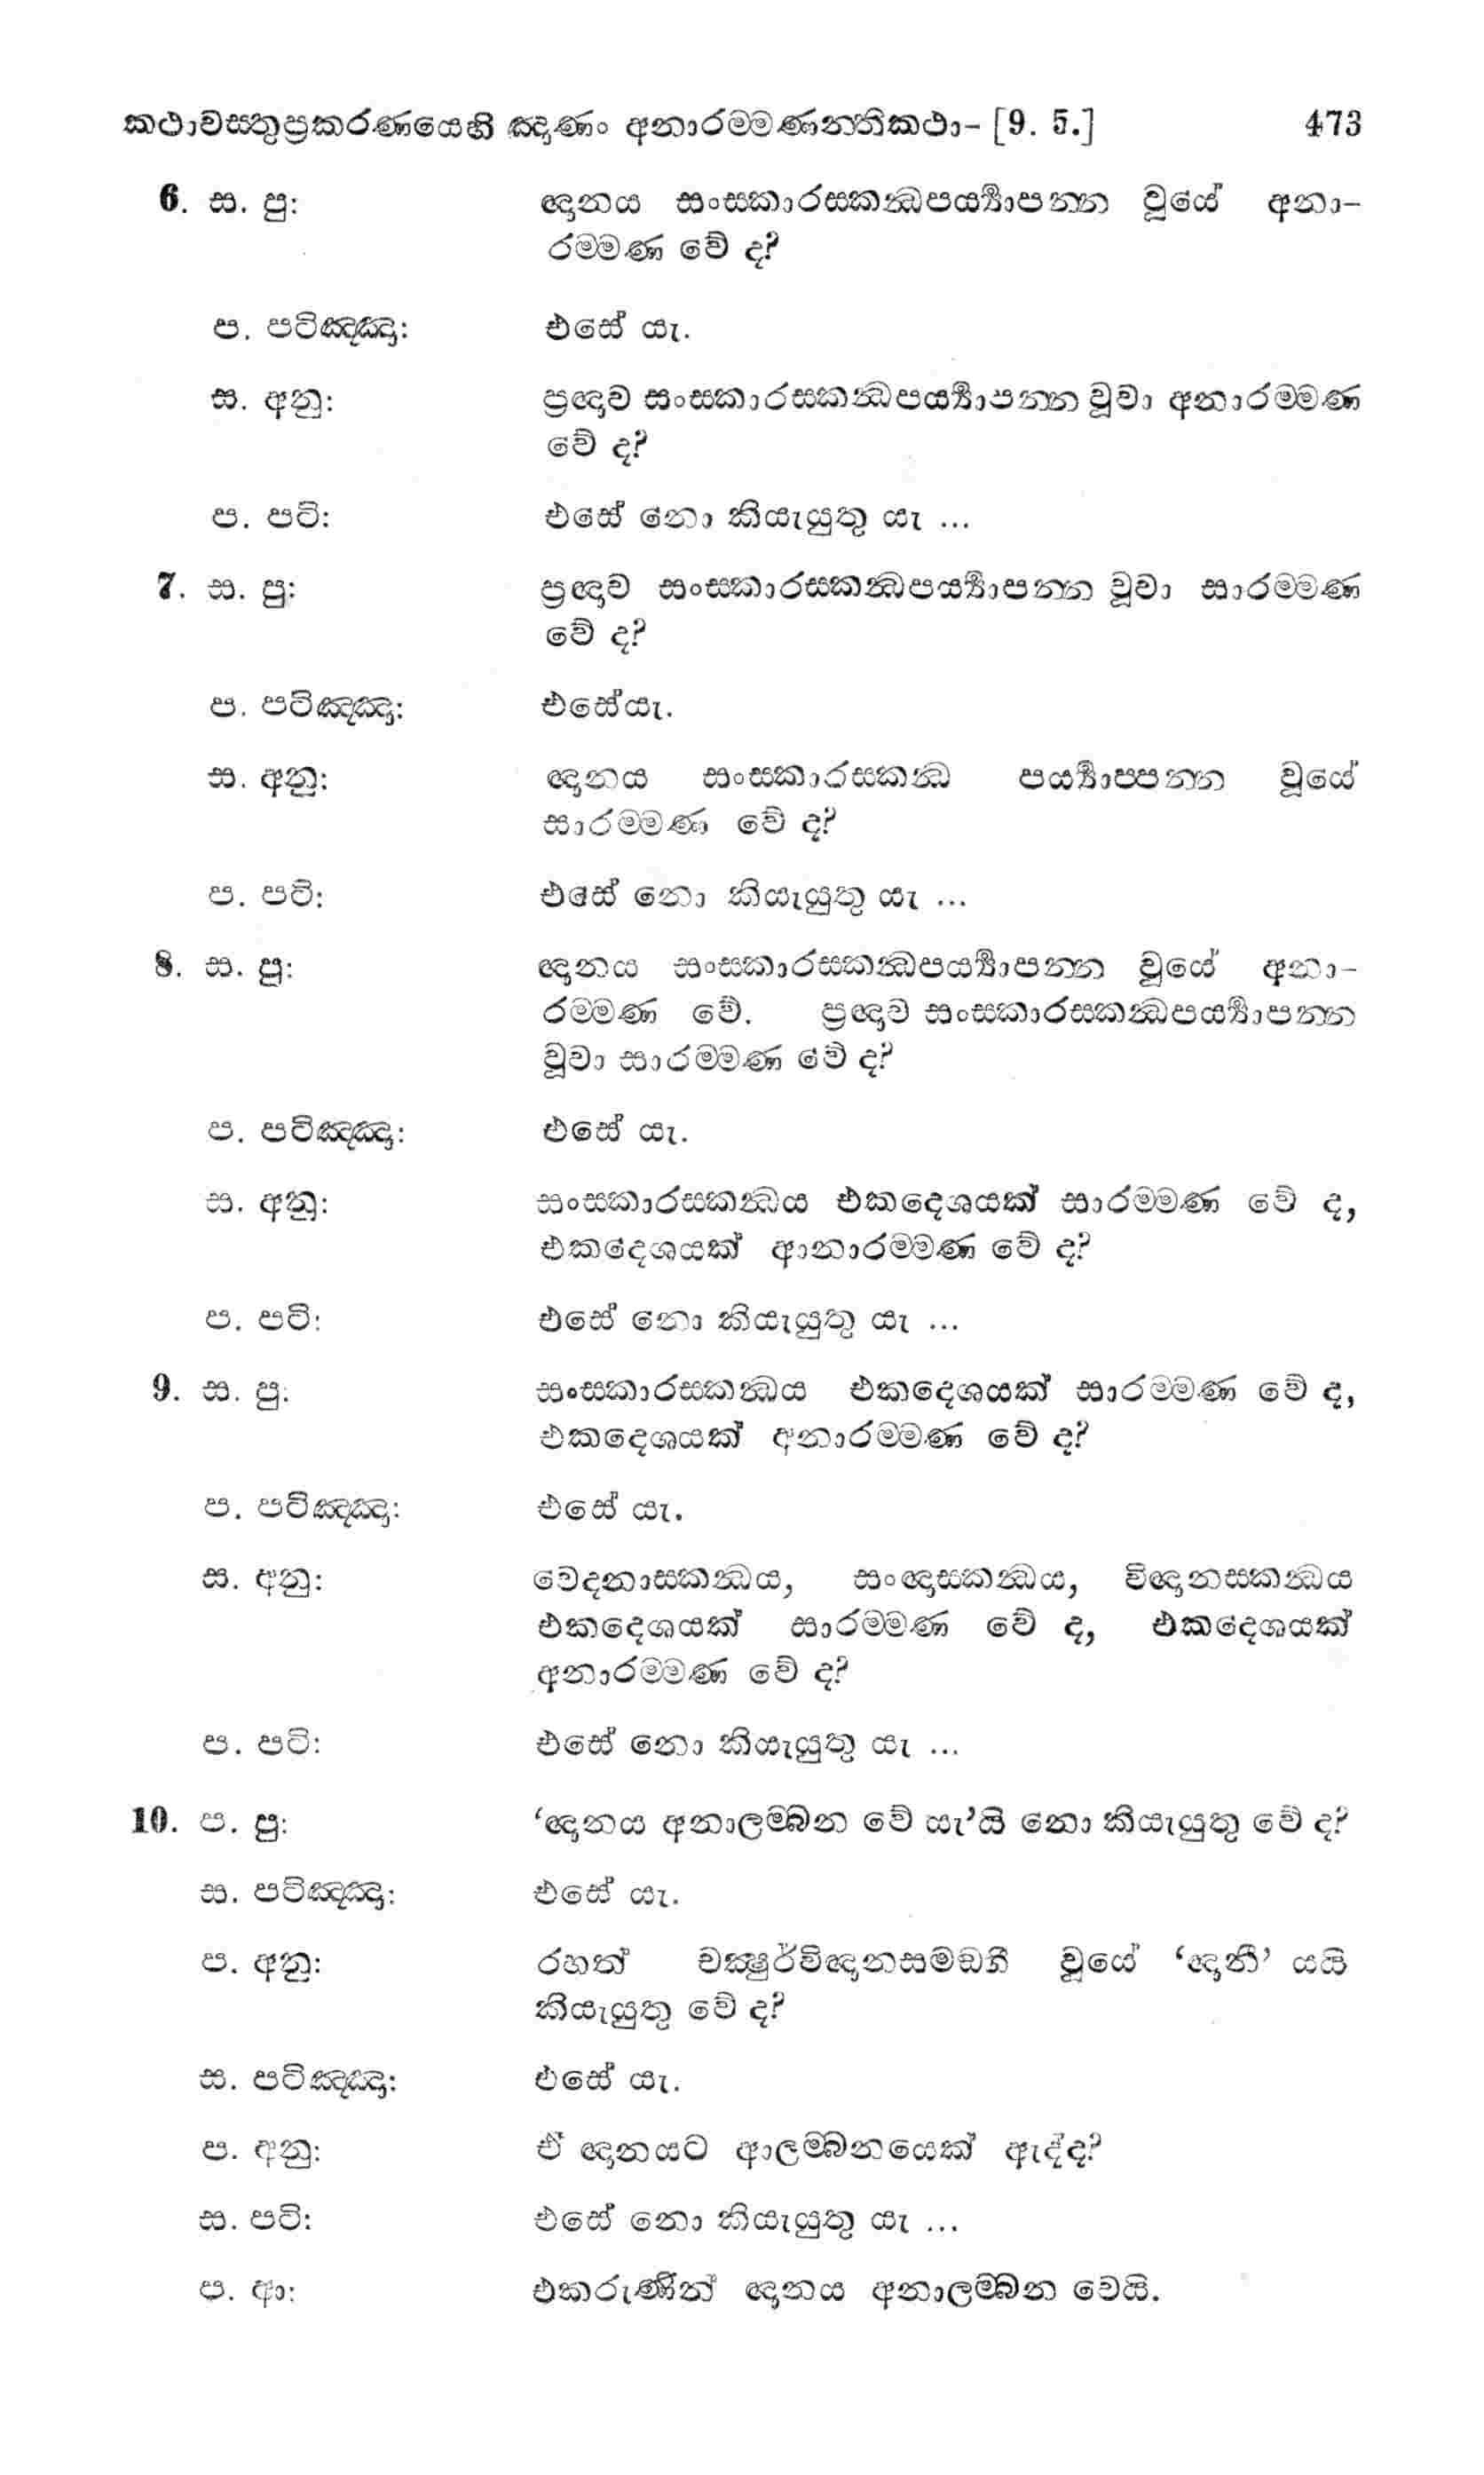 කථාවස්තුප්‍රකරණයෙහි ඤාණං අනාරම්මණන්තිකථා- [9. 5.] 473
6. ස. පු: ඥානය සංස්කාරස්කන්‍ධපර්‍ය්‍යාපන්න වූයේ අනා-
රම්මණ වේ ද?
ප. පටිඤ්ඤා: එසේ යැ.
ස. අනු: ප්‍රඥාව සංස්කාරස්කන්‍ධපර්‍ය්‍යාපන්න වූවා අනාරම්මණ
වේ ද?
ප. පටි: එසේ නො කියැයුතු යැ ...
7. ස. පු: ප්‍රඥාව සංස්කාරස්කන්‍ධපර්‍ය්‍යාපන්න වූවා සාරම්මණ
වේ ද?
ප. පටිඤ්ඤා: එසේයැ.
ස. අනු: ඥානය සංස්කාරස්කන්‍ධ පර්‍ය්‍යාප්පන්න වූයේ
සාරම්මණ වේ ද?
ප. පටි: එසේ නො කියැයුතු යැ ...
8. ස. පු: ඥානය සංස්කාරස්කන්‍ධපර්‍ය්‍යාපන්න වූයේ අනා-
රම්මණ වේ. ප්‍රඥාව සංස්කාරස්කන්‍ධපර්‍ය්‍යාපන්න
වූවා සාරම්මණ වේ ද?
ප. පටිඤ්ඤා: එසේ යැ.
ස. අනු: සංස්කාරස්කන්‍ධය එකදෙශයක් සාරම්මණ වේ ද,
එකදෙශයක් ආනාරම්මණ වේ ද?
ප. පටි: එසේ නො කියැයුතු යැ ...
9. ස. පු. සංස්කාරස්කන්‍ධය එකදෙශයක් සාරම්මණ වේ ද,
එකදෙශයක් අනාරම්මණ වේ ද?
ප. පටිඤ්ඤා: එසේ යැ.
ස. අනු: වෙදනාස්කන්‍ධය, සංඥාස්කන්‍ධය, විඥානස්කන්‍ධය
එකදෙශයක් සාරම්මණ වේ ද, එකදෙශයක්
අනාරම්මණ වේ ද?
ප. පටි: එසේ නො කියැයුතු යැ ...
10. ප. පු: ‘ඥානය අනාලම්බන වේ යැ’යි නො කියැයුතු වේ ද?
ස. පටිඤ්ඤා: එසේ යැ.
ප. අනු: රහත් චක්‍ෂුර්විඥානසමඞ්ගී වූයේ ‘ඥානී’ යයි
කියැයුතු වේ ද?
ස. පටිඤ්ඤා: එසේ යැ.
ප. අනු: ඒ ඥානයට ආලම්බනයෙක් ඇද්ද?
ස. පටි: එසේ නො කියැයුතු යැ ...
ප. ආ: එකරුණින් ඥානය අනාලම්බන වෙයි.